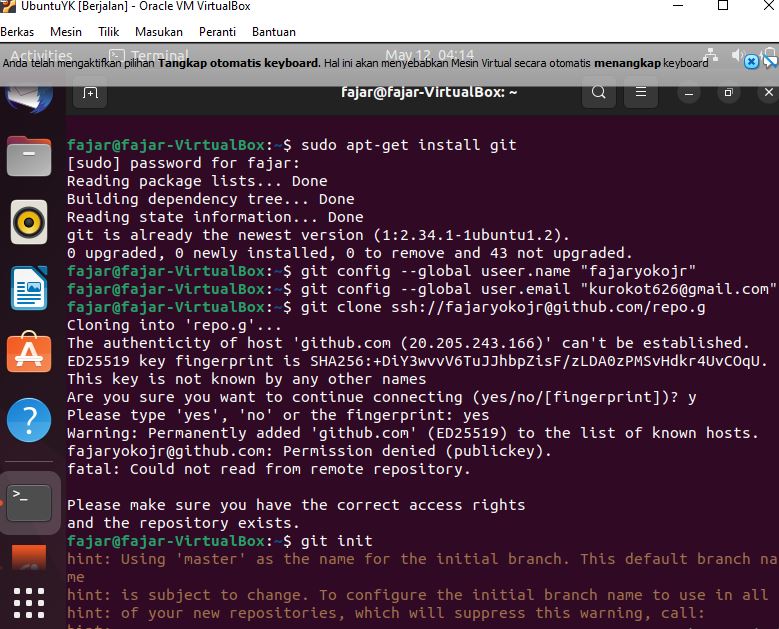 UbuntuYK [Berjalan] - Oracle VM VirtualBox
Berkas Mesin Tilik Masukan Peranti Bantuan
Activities Terminal May 12 04:14
Anda telah mengaktifkan pilihan Tangkap otomatis keyboard. Hal ini akan menyebabkan Mesin Virtual secara otomatis menangkap keyboard
fajar@fajar-VirtualBox: ~
fajar@fajar-VirtualBox:~$ sudo apt-get install git
[sudo] password for fajar:
Reading package lists... Done
Building dependency tree... Done
Reading state information... Done
git is already the newest version (1:2.34.1-1ubuntu1.2).
0 upgraded, 0 newly installed, 0 to remove and 43 not upgraded.
fajar@fajar-VirtualBox:~$ git config --global useer.name "fajaryokojr"
fajar@fajar-VirtualBox:~$ git config --global user.email "kurokot626@gmail.com"
fajar@fajar-VirtualBox:~$ git clone ssh://fajaryokojr@github.com/repo.g
Cloning into 'repo.g'...
The authenticity of host 'github.com (20.205.243.166)' can't be established.
ED25519 key fingerprint is SHA256:+DiY3wvvV6TuJJhbpZisF/zLDA0zPMSvHdkr4UvCOqU.
This key is not known by any other names
Are you sure you want to continue connecting (yes/no/[fingerprint])? y
Please type 'yes', 'no' or the fingerprint: yes
Warning: Permanently added 'github.com' (ED25519) to the list of known hosts.
fajaryokojr@github.com: Permission denied (publickey).
fatal: Could not read from remote repository.
Please make sure you have the correct access rights
and the repository exists.
fajar@fajar-VirtualBox:~$ git init
hint: Using 'master' as the name for the initial branch. This default branch na
me
hint: is subject to change. To configure the initial branch name to use in all
hint: of your new repositories, which will suppress this warning, call:
hint: